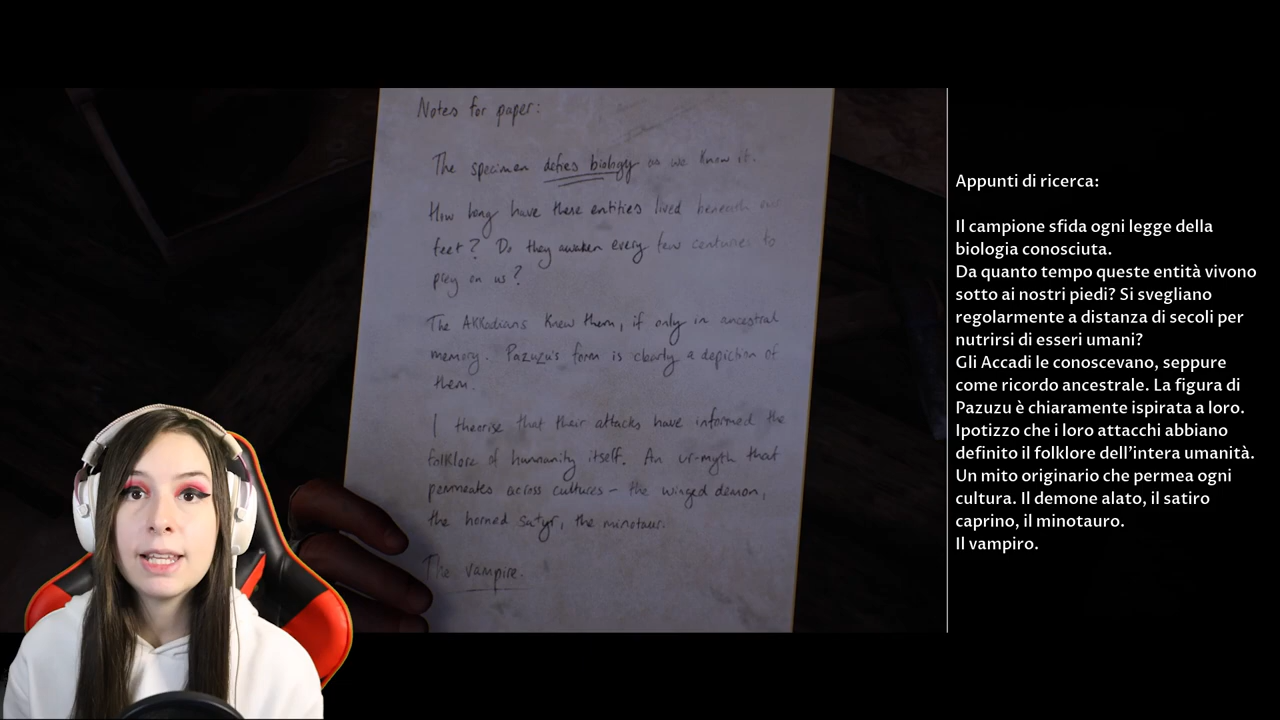 Notes for paper:
The specimen defies biology as we know it.
How long have these entities lived beneath our
feet? Do they awaken every few centuries to
prey on us?
The Akkadians knew them, if only in ancestral
memory. Pazuzu's form is clearly a depiction of
them.
I theorise that their attacks have informed the
folklore of humanity itself. An ur-myth that
permeates across cultures – the winged demon,
the horned satyr, the minotaur.
The vampire.
Appunti di ricerca:
Il campione sfida ogni legge della
biologia conosciuta.
Da quanto tempo queste entità vivono
sotto ai nostri piedi? Si svegliano
regolarmente a distanza di secoli per
nutrirsi di esseri umani?
Gli Accadi le conoscevano, seppure
come ricordo ancestrale. La figura di
Pazuzu è chiaramente ispirata a loro.
Ipotizzo che i loro attacchi abbiano
definito il folklore dell'intera umanità.
Un mito originario che permea ogni
cultura. Il demone alato, il satiro
caprino, il minotauro.
Il vampiro.